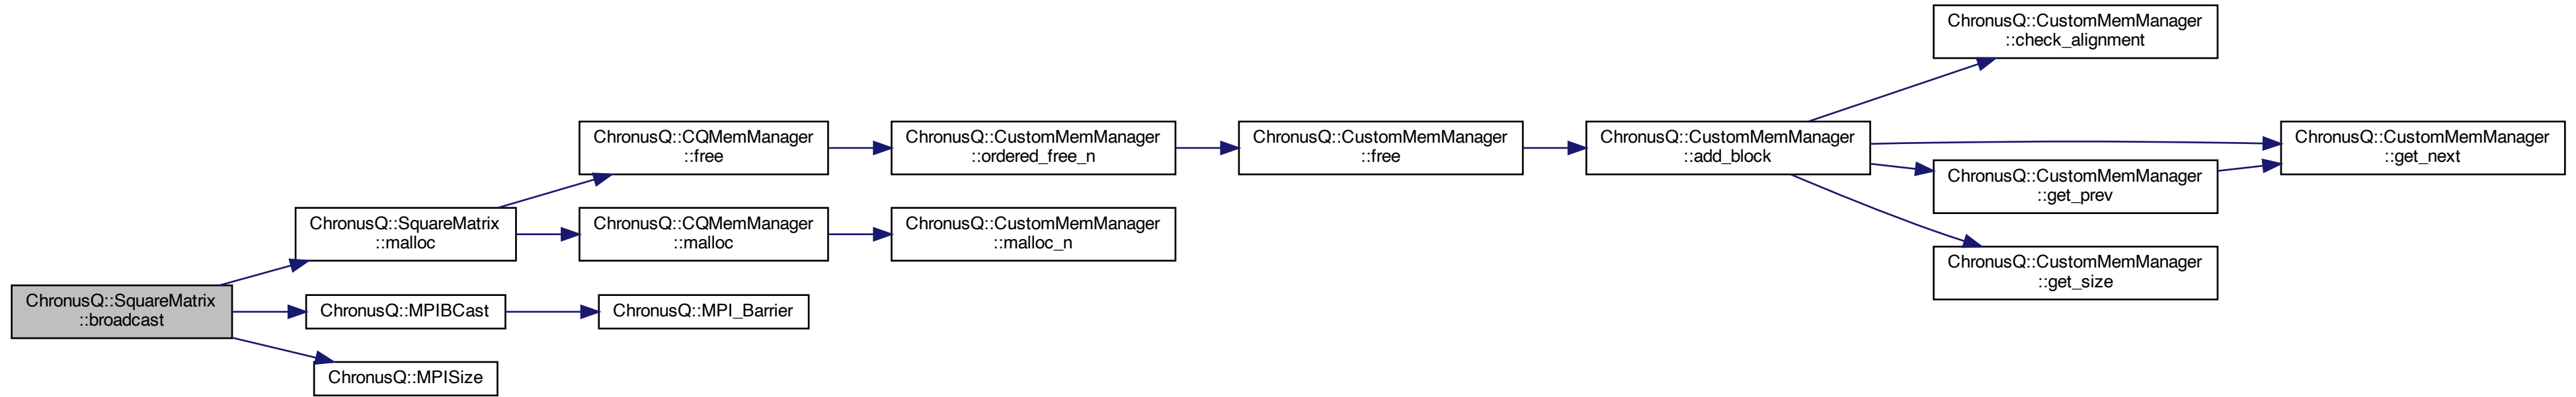 ChronusQ::SquareMatrix
::broadcast
ChronusQ::SquareMatrix
::malloc
ChronusQ::CQMemManager
::free
ChronusQ::CustomMemManager
::ordered_free_n
ChronusQ::CustomMemManager
::free
ChronusQ::CustomMemManager
::add_block
ChronusQ::CustomMemManager
::check_alignment
ChronusQ::CustomMemManager
::get_next
ChronusQ::CustomMemManager
::get_prev
ChronusQ::CustomMemManager
::get_size
ChronusQ::CQMemManager
::malloc
ChronusQ::CustomMemManager
::malloc_n
ChronusQ::MPIBCast
ChronusQ::MPI_Barrier
ChronusQ::MPISize